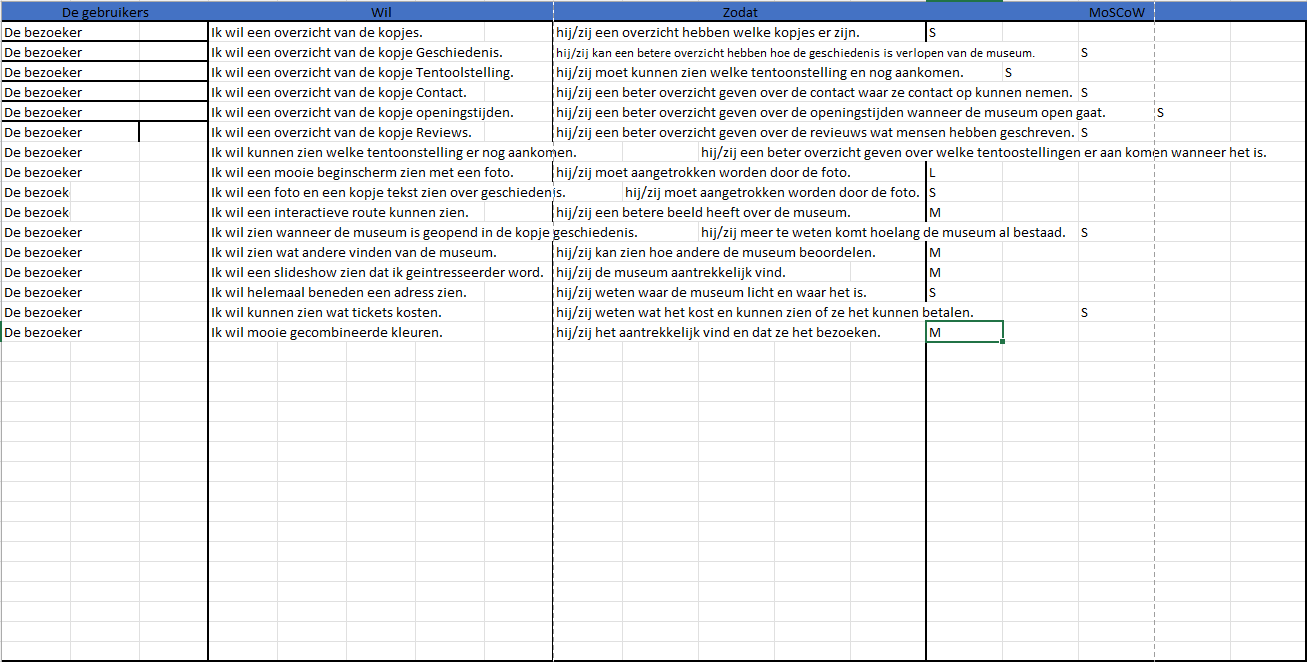 De gebruikers Wil Zodat MoSCoW
De bezoeker Ik wil een overzicht van de kopjes. hij/zij een overzicht hebben welke kopjes er zijn. S
De bezoeker Ik wil een overzicht van de kopje Geschiedenis. hij/zij kan een betere overzicht hebben hoe de geschiedenis is verlopen van de museum. S
De bezoeker Ik wil een overzicht van de kopje Tentoolstelling. hij/zij moet kunnen zien welke tentoonstelling en nog aankomen. S
De bezoeker Ik wil een overzicht van de kopje Contact. hij/zij een beter overzicht geven over de contact waar ze contact op kunnen nemen. S
De bezoeker Ik wil een overzicht van de kopje openingstijden. hij/zij een beter overzicht geven over de openingstijden wanneer de museum open gaat. S
De bezoeker Ik wil een overzicht van de kopje Reviews. hij/zij een beter overzicht geven over de revieuws wat mensen hebben geschreven. S
De bezoeker Ik wil kunnen zien welke tentoonstelling er nog aankomen. hij/zij een beter overzicht geven over welke tentoostellingen er aan komen wanneer het is.
De bezoeker Ik wil een mooie beginscherm zien met een foto. hij/zij moet aangetrokken worden door de foto. L
De bezoek Ik wil een foto en een kopje tekst zien over geschiedenis. hij/zij moet aangetrokken worden door de foto. S
De bezoek Ik wil een interactieve route kunnen zien. hij/zij een betere beeld heeft over de museum. M
De bezoeker Ik wil zien wanneer de museum is geopend in de kopje geschiedenis. hij/zij meer te weten komt hoelang de museum al bestaad. S
De bezoeker Ik wil zien wat andere vinden van de museum. hij/zij kan zien hoe andere de museum beoordelen. M
De bezoeker Ik wil een slideshow zien dat ik geintresseerder word. hij/zij de museum aantrekkelijk vind. M
De bezoeker Ik wil helemaal beneden een adress zien. hij/zij weten waar de museum licht en waar het is. S
De bezoeker Ik wil kunnen zien wat tickets kosten. hij/zij weten wat het kost en kunnen zien of ze het kunnen betalen. S
De bezoeker Ik wil mooie gecombineerde kleuren. hij/zij het aantrekkelijk vind en dat ze het bezoeken. M